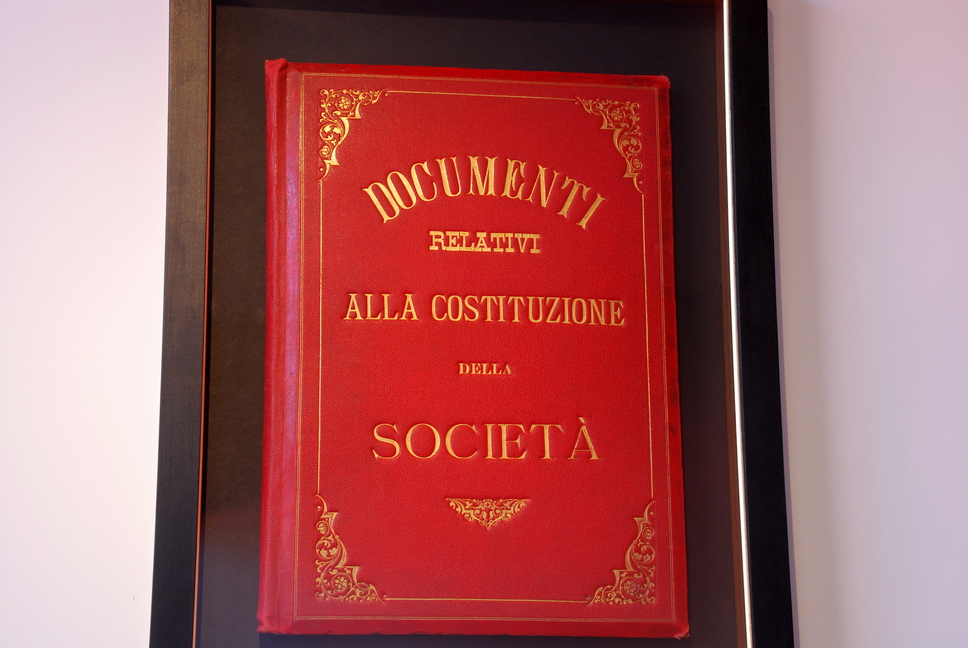 DOCUMENTI
RELATIVI
ALLA COSTITUZIONE
DELLA
SOCIETÀ